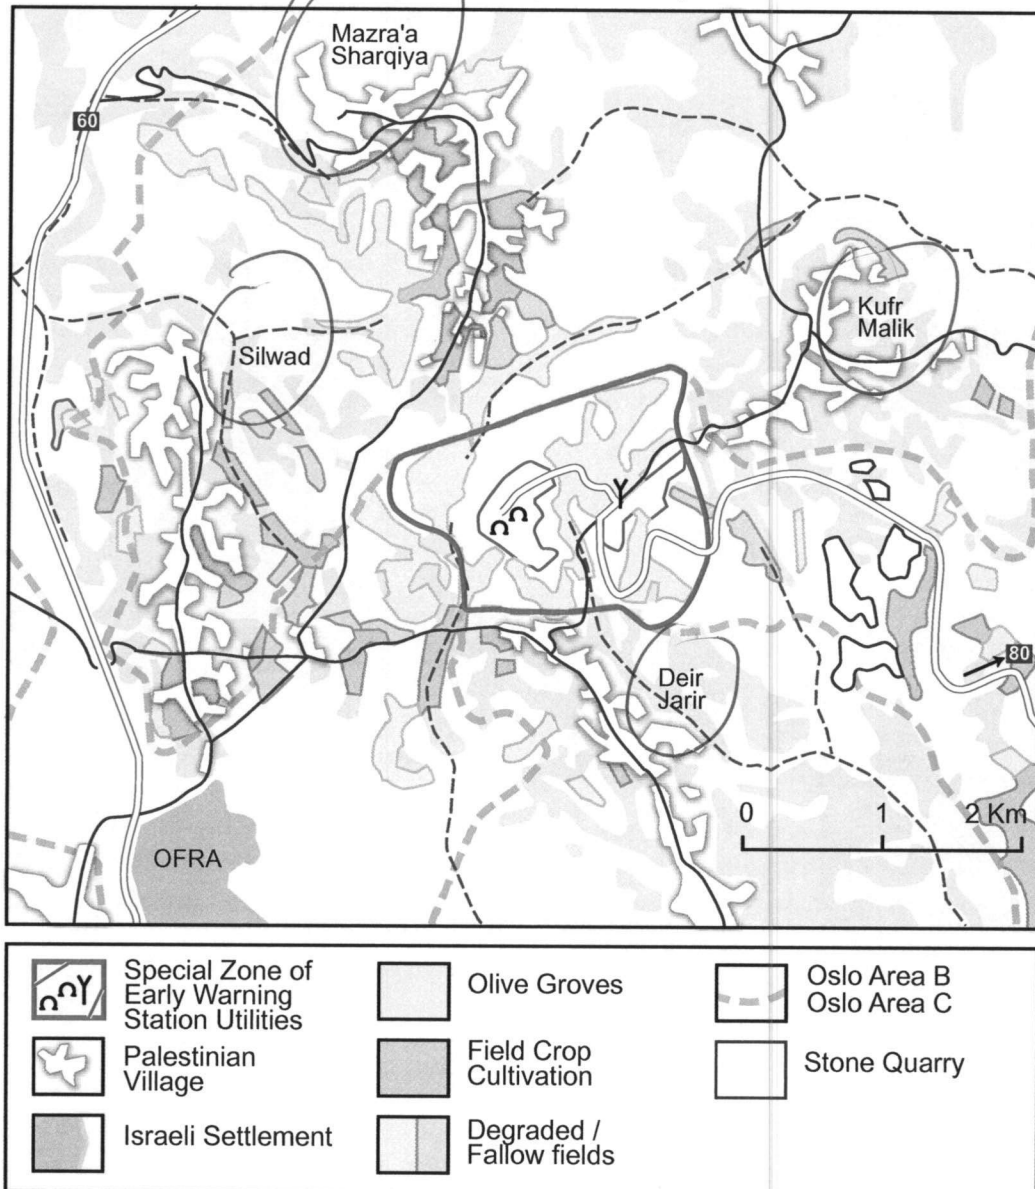 Mazra'a
Sharqiya
60
Silwad
Kufr
Malik
Deir
Jarir
80
0 1 2 Km
OFRA
Special Zone of
Early Warning
Station Utilities
Palestinian
Village
Israeli Settlement
Olive Groves
Field Crop
Cultivation
Degraded /
Fallow fields
Oslo Area B
Oslo Area C
Stone Quarry